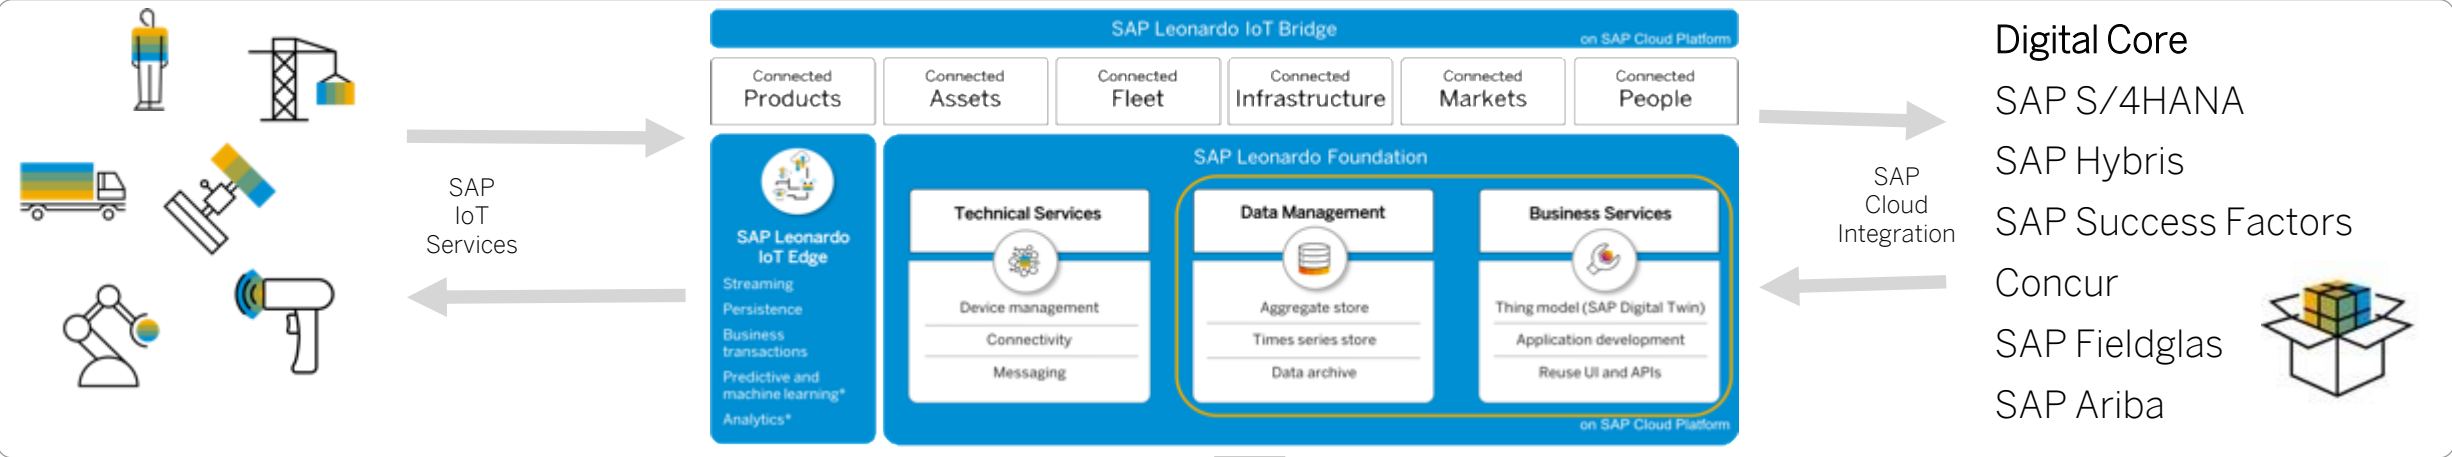 SAP
IoT
Services
SAP Leonardo IoT Bridge
on SAP Cloud Platform
Connected
Products
Connected
Assets
Connected
Fleet
Connected
Infrastructure
Connected
Markets
Connected
People
SAP Leonardo
IoT Edge
Streaming
Persistence
Business
transactions
Predictive and
machine learning*
Analytics*
SAP Leonardo Foundation
Technical Services
Device management
Connectivity
Messaging
Data Management
Aggregate store
Times series store
Data archive
Business Services
Thing model (SAP Digital Twin)
Application development
Reuse UI and APIs
on SAP Cloud Platform
SAP
Cloud
Integration
Digital Core
SAP S/4HANA
SAP Hybris
SAP Success Factors
Concur
SAP Fieldglas
SAP Ariba